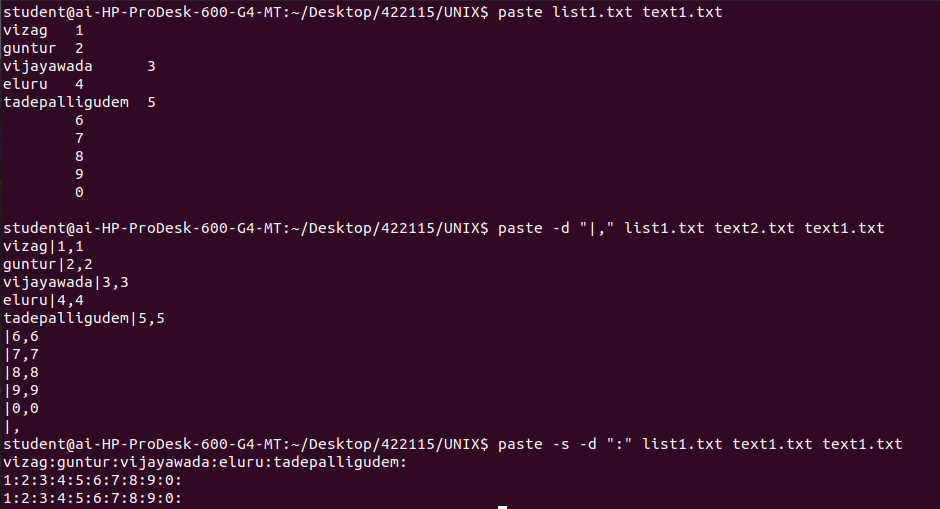 student@ai-HP-ProDesk-600-G4-MT:~/Desktop/422115/UNIX$ paste list1.txt text1.txt
vizag   1
guntur  2
vijayawada      3
eluru   4
tadepalligudem  5
        6
        7
        8
        9
        0

student@ai-HP-ProDesk-600-G4-MT:~/Desktop/422115/UNIX$ paste -d "|," list1.txt text2.txt text1.txt
vizag|1,1
guntur|2,2
vijayawada|3,3
eluru|4,4
tadepalligudem|5,5
|6,6
|7,7
|8,8
|9,9
|0,0
|,
student@ai-HP-ProDesk-600-G4-MT:~/Desktop/422115/UNIX$ paste -s -d ":" list1.txt text1.txt text1.txt
vizag:guntur:vijayawada:eluru:tadepalligudem:
1:2:3:4:5:6:7:8:9:0:
1:2:3:4:5:6:7:8:9:0: